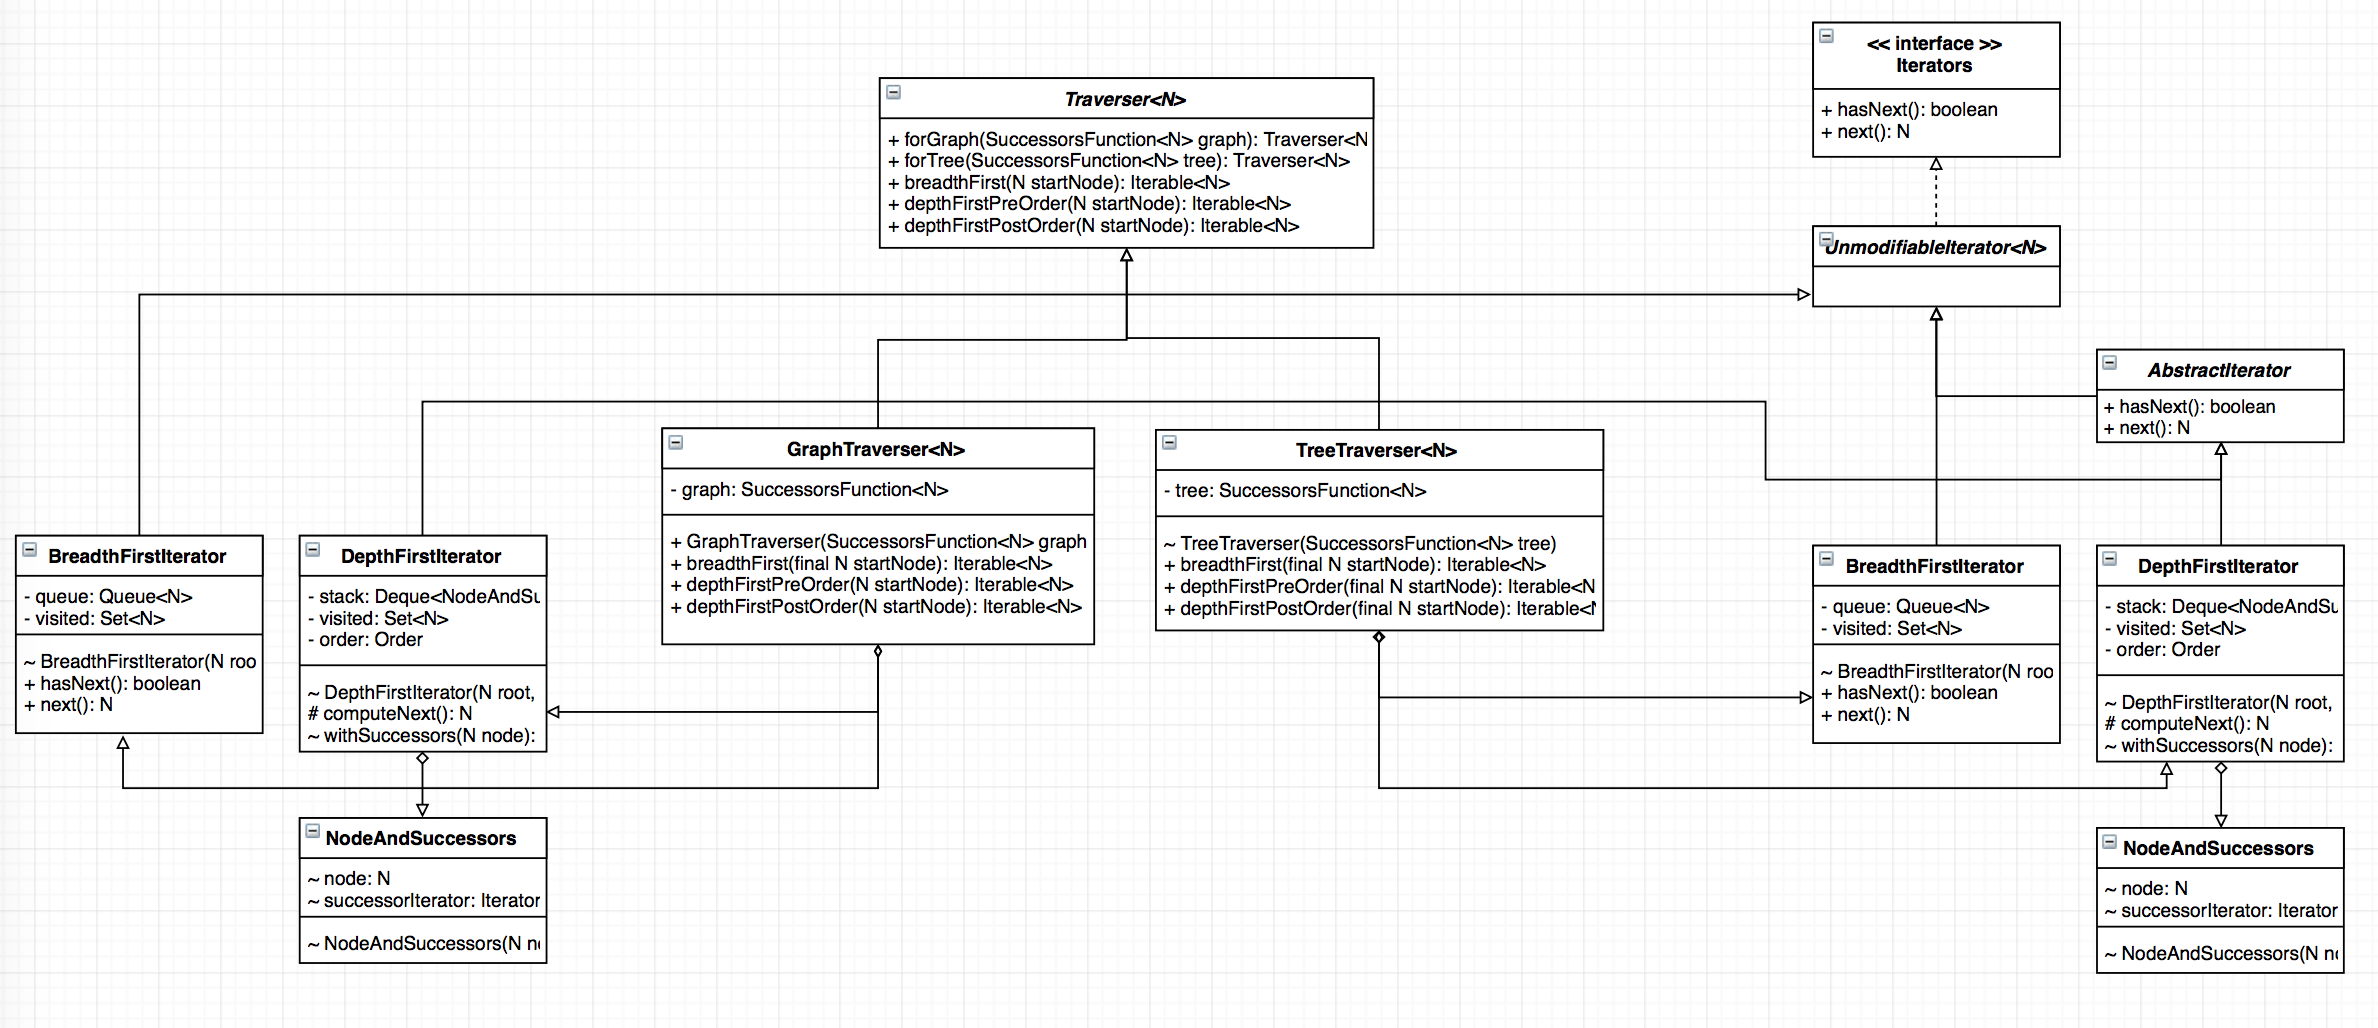 << interface >>
Iterators
+ hasNext(): boolean
+ next(): N
Traverser<N>
+ forGraph(SuccessorsFunction<N> graph): Traverser<N
+ forTree(SuccessorsFunction<N> tree): Traverser<N>
+ breadthFirst(N startNode): Iterable<N>
+ depthFirstPreOrder(N startNode): Iterable<N>
+ depthFirstPostOrder(N startNode): Iterable<N>
UnmodifiableIterator<N>
AbstractIterator
+ hasNext(): boolean
+ next(): N
GraphTraverser<N>
- graph: SuccessorsFunction<N>
+ GraphTraverser(SuccessorsFunction<N> graph
+ breadthFirst(final N startNode): Iterable<N>
+ depthFirstPreOrder(N startNode): Iterable<N>
+ depthFirstPostOrder(N startNode): Iterable<N>
TreeTraverser<N>
- tree: SuccessorsFunction<N>
~ TreeTraverser(SuccessorsFunction<N> tree)
+ breadthFirst(final N startNode): Iterable<N>
+ depthFirstPreOrder(final N startNode): Iterable<N
+ depthFirstPostOrder(final N startNode): Iterable<N
BreadthFirstIterator
- queue: Queue<N>
- visited: Set<N>
~ BreadthFirstIterator(N roo
+ hasNext(): boolean
+ next(): N
DepthFirstIterator
- stack: Deque<NodeAndSu
- visited: Set<N>
- order: Order
~ DepthFirstIterator(N root,
# computeNext(): N
~ withSuccessors(N node):
BreadthFirstIterator
- queue: Queue<N>
- visited: Set<N>
~ BreadthFirstIterator(N roo
+ hasNext(): boolean
+ next(): N
DepthFirstIterator
- stack: Deque<NodeAndSu
- visited: Set<N>
- order: Order
~ DepthFirstIterator(N root,
# computeNext(): N
~ withSuccessors(N node):
NodeAndSuccessors
~ node: N
~ successorIterator: Iterator
~ NodeAndSuccessors(N n
NodeAndSuccessors
~ node: N
~ successorIterator: Iterator
~ NodeAndSuccessors(N n